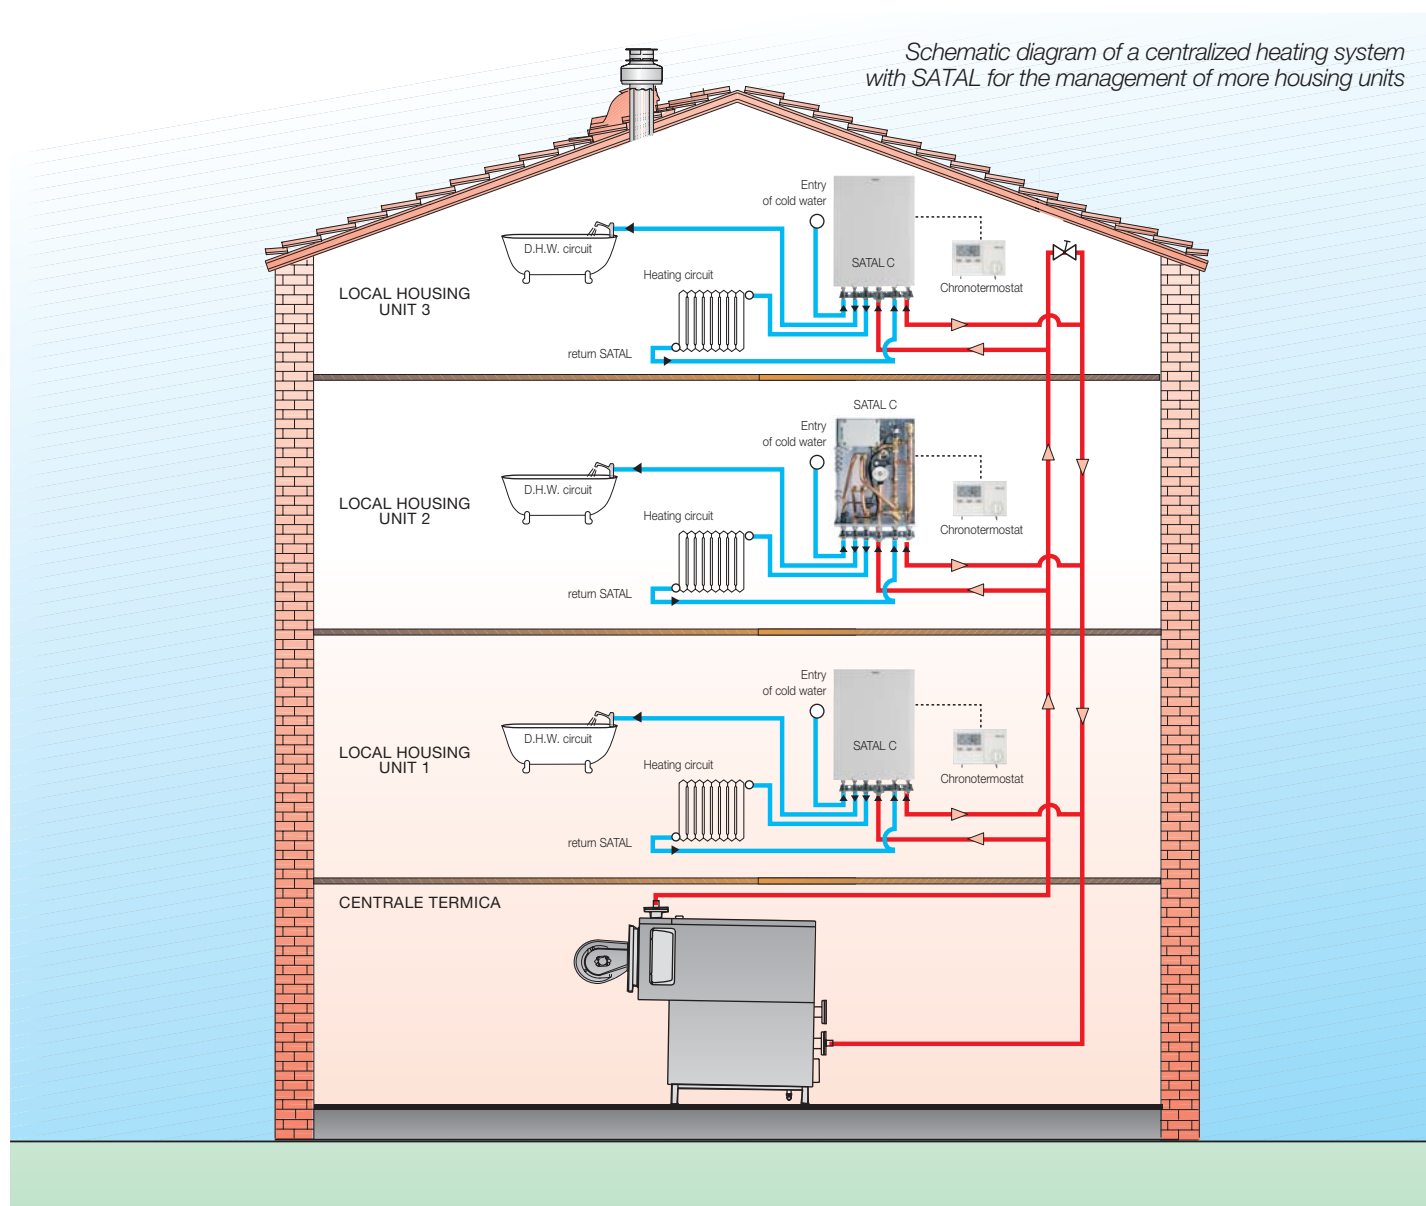 Schematic diagram of a centralized heating system
with SATAL for the management of more housing units
Entry
of cold water
D.H.W. circuit
SATAL C
Heating circuit
Chronotermostat
LOCAL HOUSING
UNIT 3
return SATAL
SATAL C
Entry
of cold water
D.H.W. circuit
LOCAL HOUSING
UNIT 2
Heating circuit
Chronotermostat
return SATAL
Entry
of cold water
D.H.W. circuit
SATAL C
LOCAL HOUSING
UNIT 1
Heating circuit
Chronotermostat
return SATAL
CENTRALE TERMICA